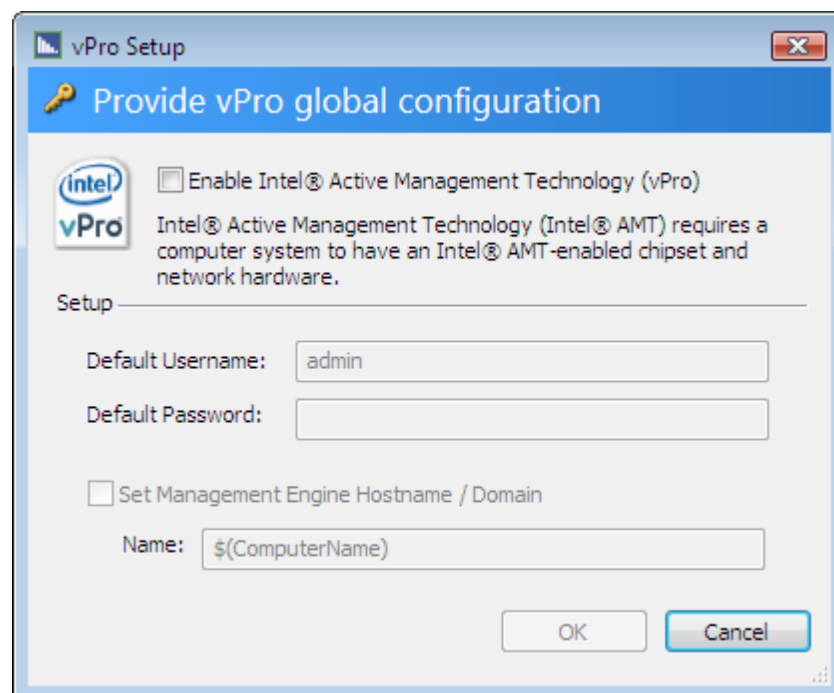 vPro Setup
Provide vPro global configuration
intel
vPro
Enable Intel® Active Management Technology (vPro)
Intel® Active Management Technology (Intel® AMT) requires a
computer system to have an Intel® AMT-enabled chipset and
network hardware.
Setup
Default Username: admin
Default Password:
Set Management Engine Hostname / Domain
Name: $(ComputerName)
OK Cancel